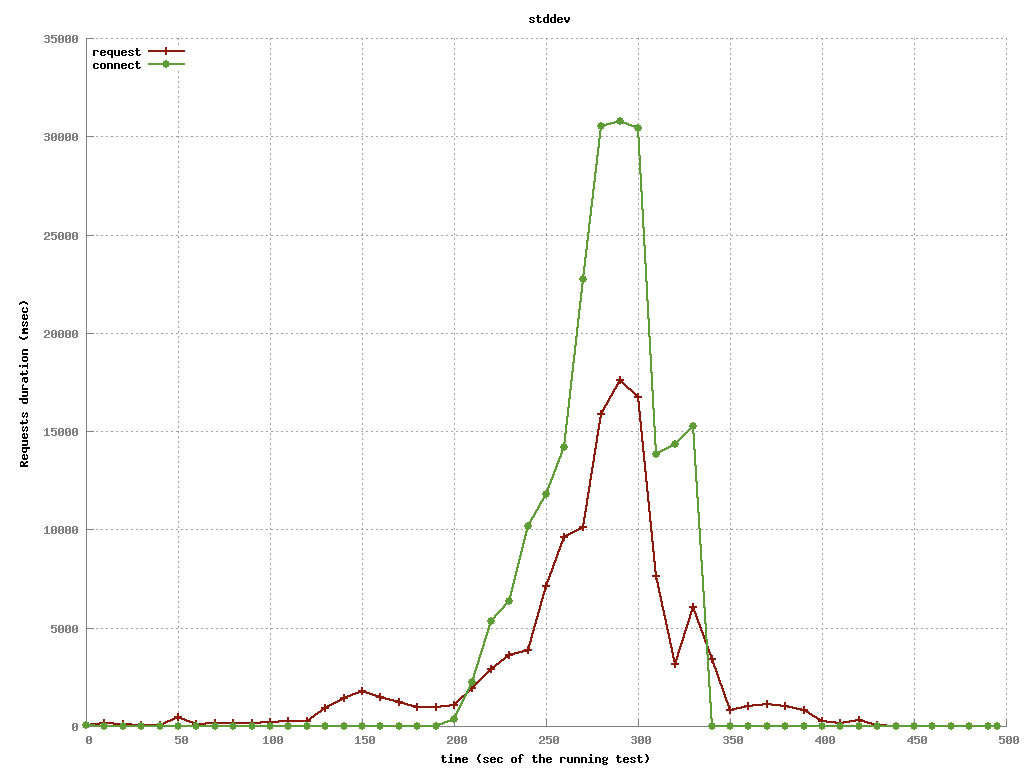 stddev
35000
request
connect
30000
25000
20000
15000
10000
5000
0
0 50 100 150 200 250 300 350 400 450 500
Requests duration (msec)
time (sec of the running test)